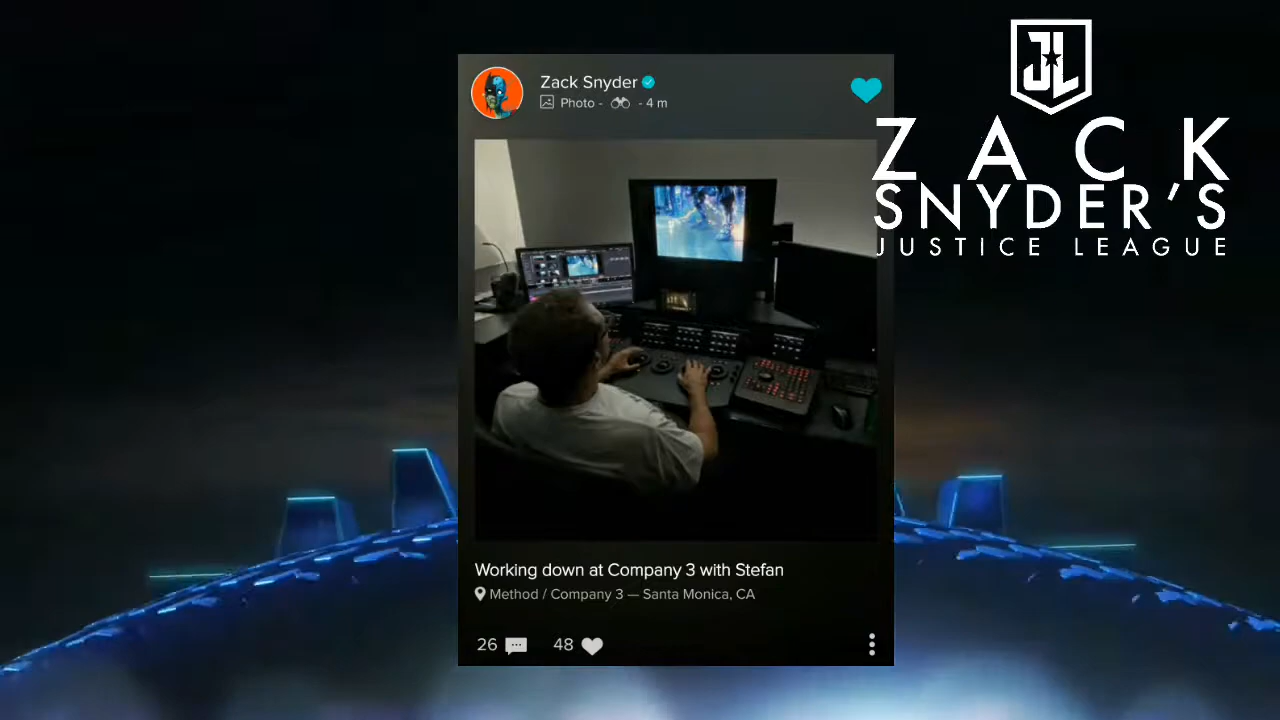 Zack Snyder
Photo - - 4 m
JL
ZACK
SNYDER'S
JUSTICE LEAGUE
Working down at Company 3 with Stefan
Method / Company 3 — Santa Monica, CA
26 48